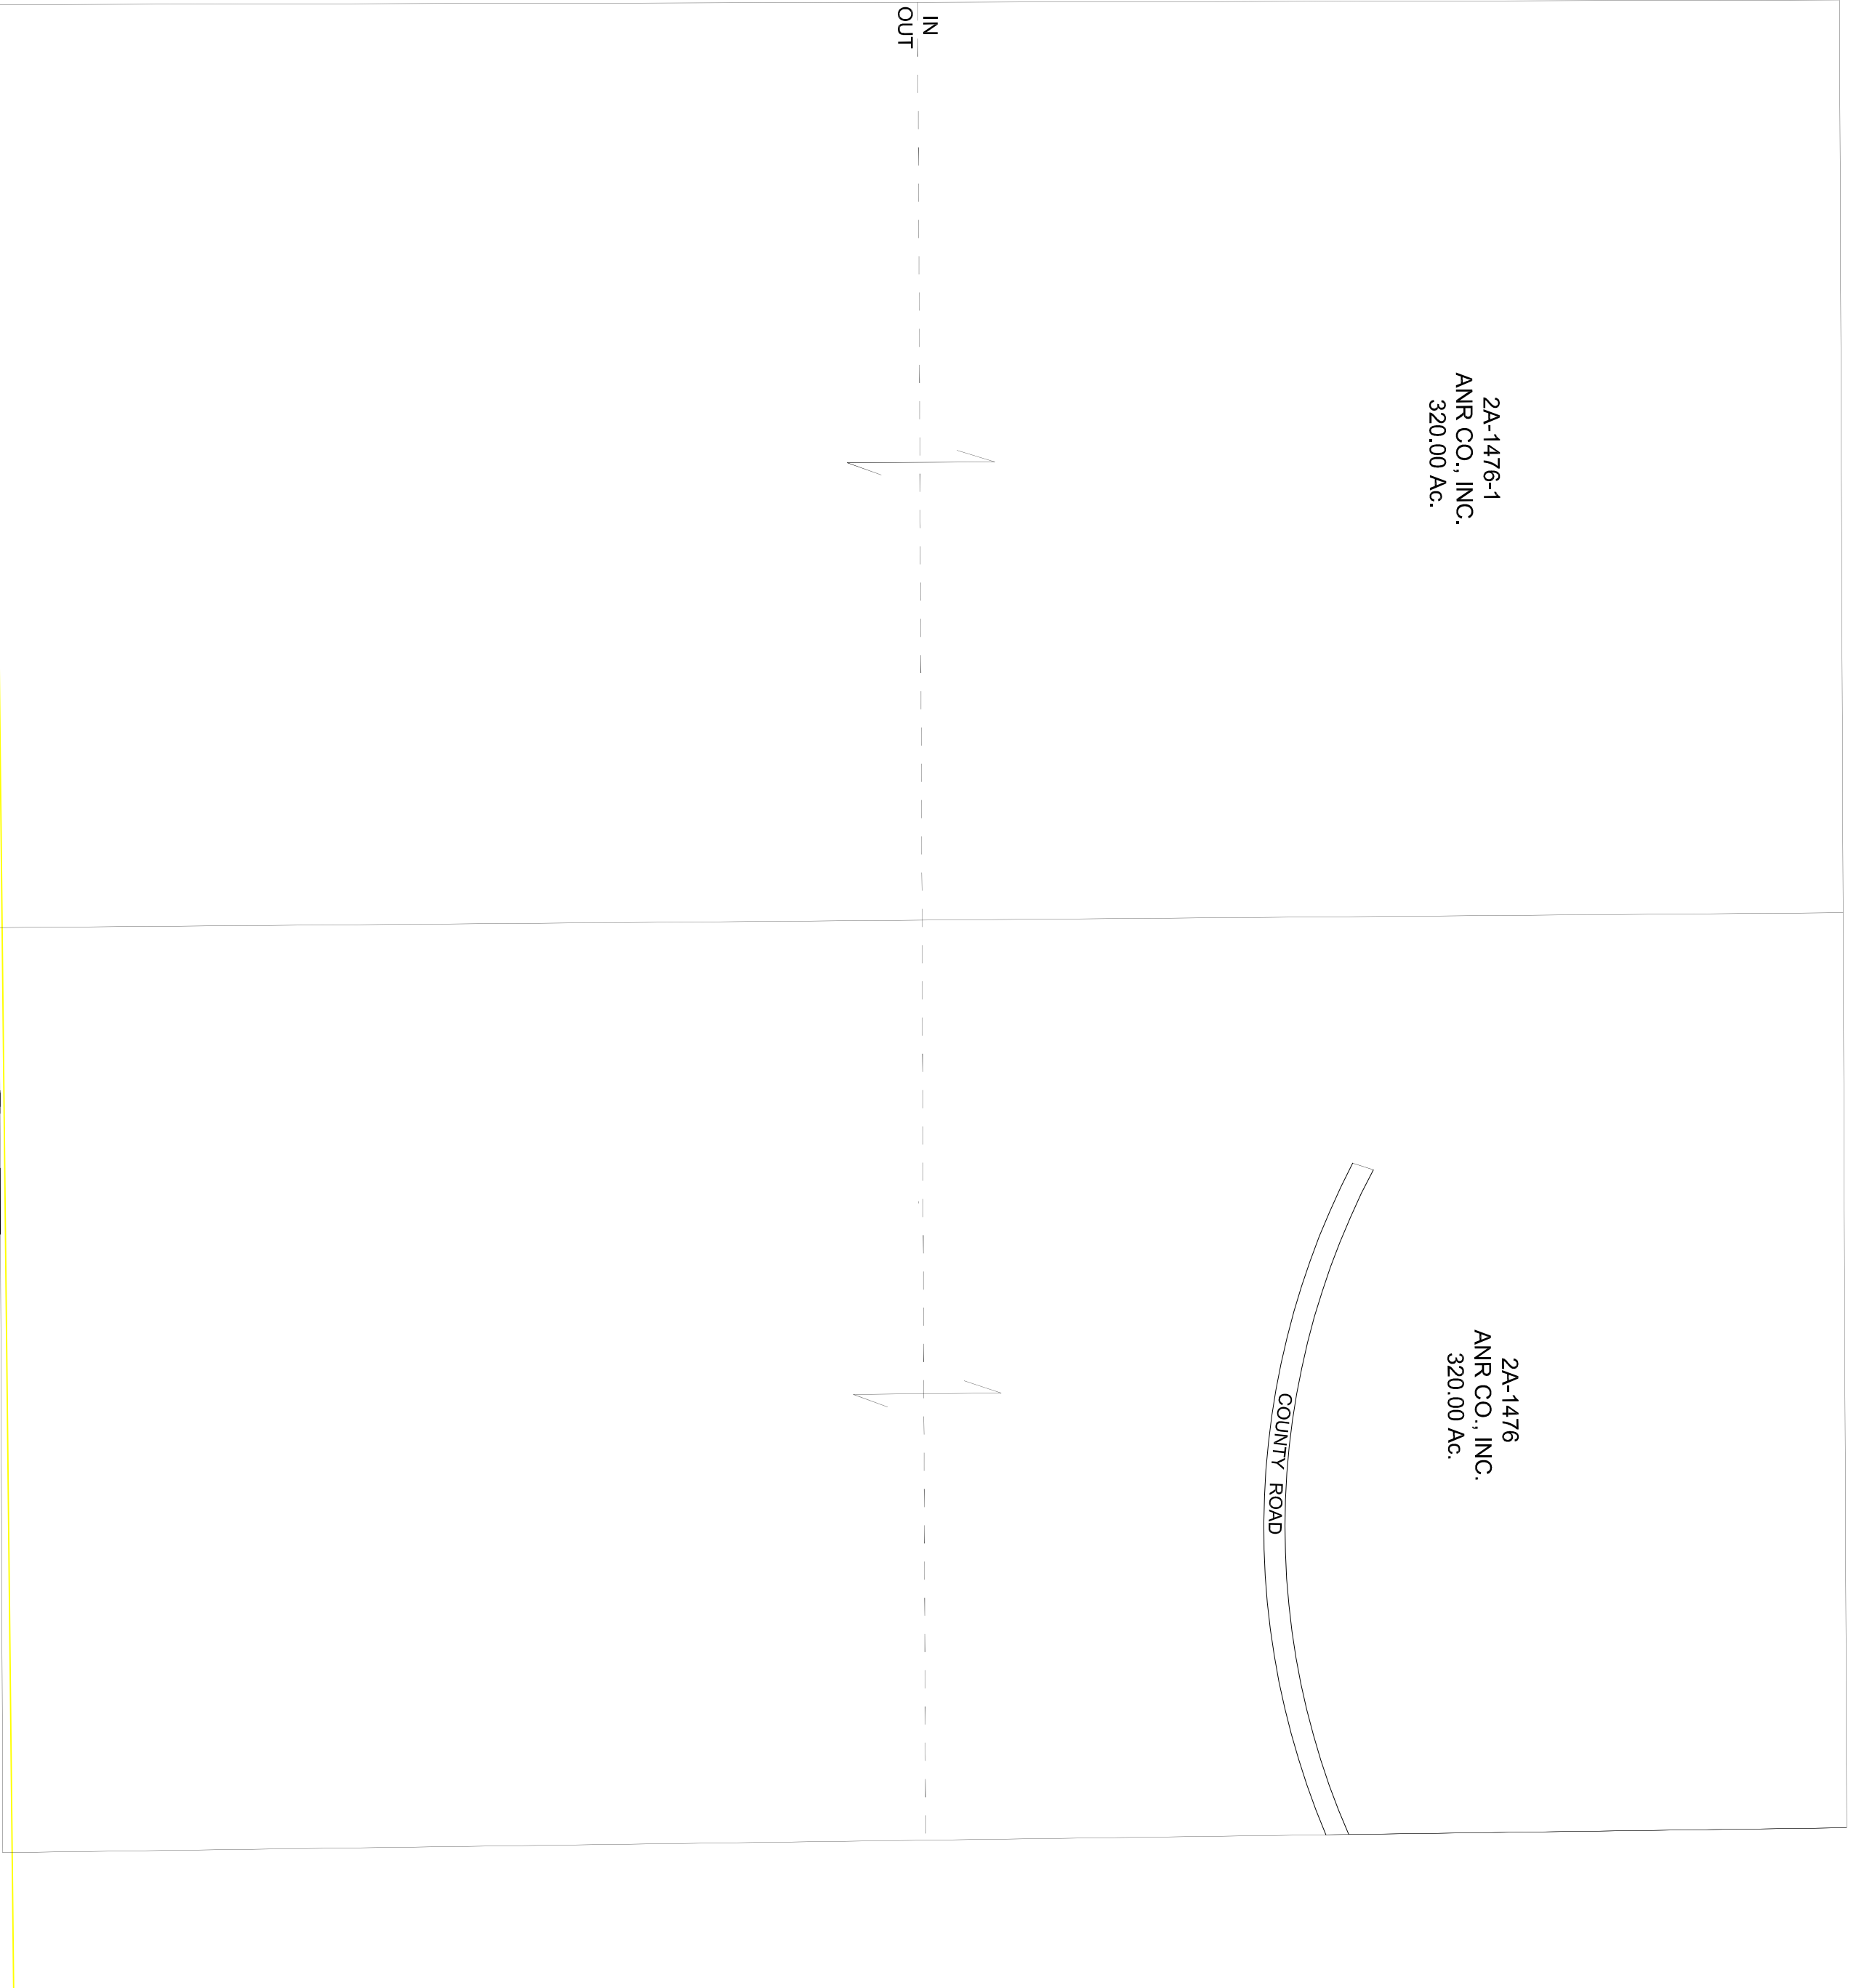 IN
OUT
2A-1476-1
ANR CO., INC.
320.00 Ac.
2A-1476
ANR CO., INC.
320.00 Ac.
COUNTY ROAD